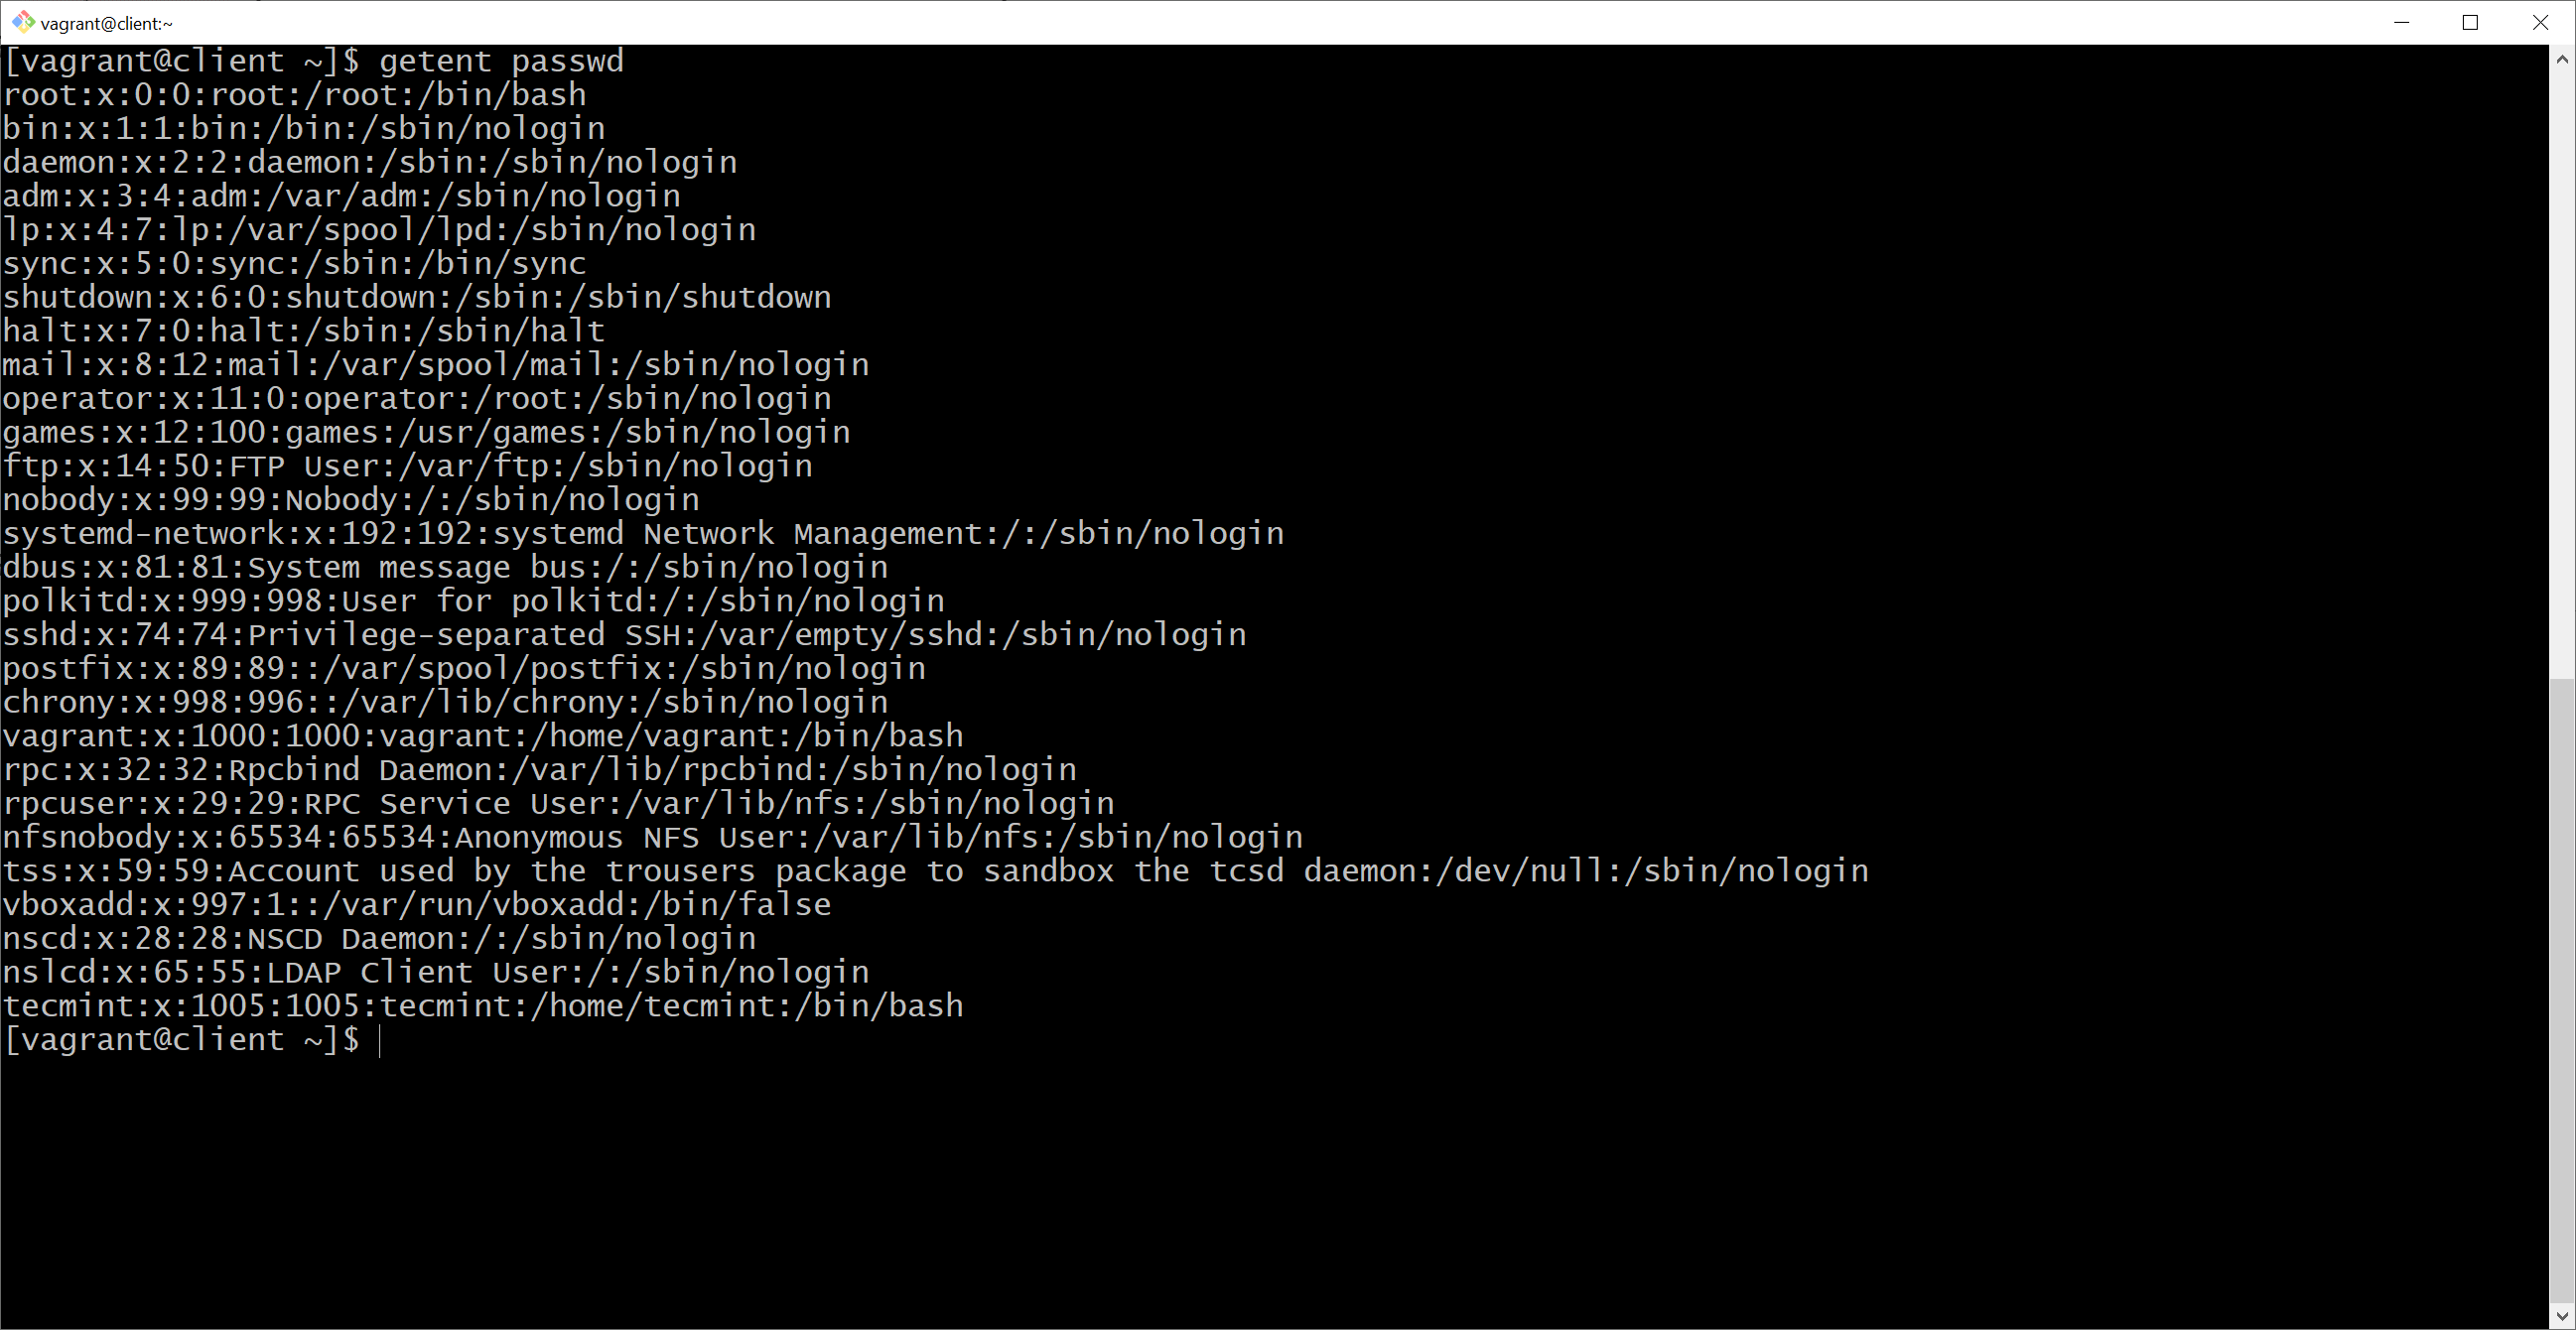 vagrant@client:~
[vagrant@client ~]$ getent passwd
root:x:0:0:root:/root:/bin/bash
bin:x:1:1:bin:/bin:/sbin/nologin
daemon:x:2:2:daemon:/sbin:/sbin/nologin
adm:x:3:4:adm:/var/adm:/sbin/nologin
lp:x:4:7:lp:/var/spool/lpd:/sbin/nologin
sync:x:5:0:sync:/sbin:/bin/sync
shutdown:x:6:0:shutdown:/sbin:/sbin/shutdown
halt:x:7:0:halt:/sbin:/sbin/halt
mail:x:8:12:mail:/var/spool/mail:/sbin/nologin
operator:x:11:0:operator:/root:/sbin/nologin
games:x:12:100:games:/usr/games:/sbin/nologin
ftp:x:14:50:FTP User:/var/ftp:/sbin/nologin
nobody:x:99:99:Nobody:/:/sbin/nologin
systemd-network:x:192:192:systemd Network Management:/:/sbin/nologin
dbus:x:81:81:System message bus:/:/sbin/nologin
polkitd:x:999:998:User for polkitd:/:/sbin/nologin
sshd:x:74:74:Privilege-separated SSH:/var/empty/sshd:/sbin/nologin
postfix:x:89:89::/var/spool/postfix:/sbin/nologin
chrony:x:998:996::/var/lib/chrony:/sbin/nologin
vagrant:x:1000:1000:vagrant:/home/vagrant:/bin/bash
rpc:x:32:32:Rpcbind Daemon:/var/lib/rpcbind:/sbin/nologin
rpcuser:x:29:29:RPC Service User:/var/lib/nfs:/sbin/nologin
nfsnobody:x:65534:65534:Anonymous NFS User:/var/lib/nfs:/sbin/nologin
tss:x:59:59:Account used by the trousers package to sandbox the tcsd daemon:/dev/null:/sbin/nologin
vboxadd:x:997:1::/var/run/vboxadd:/bin/false
nscd:x:28:28:NSCD Daemon:/:/sbin/nologin
nslcd:x:65:55:LDAP Client User:/:/sbin/nologin
tecmint:x:1005:1005:tecmint:/home/tecmint:/bin/bash
[vagrant@client ~]$